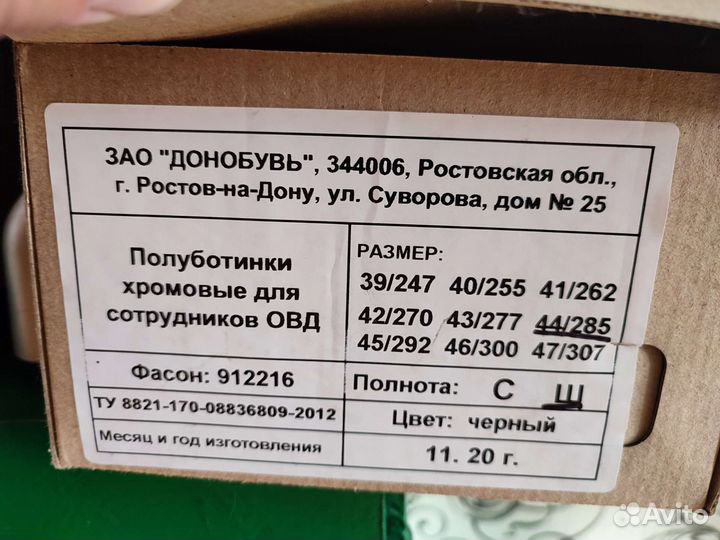 ЗАО "ДОНОБУВЬ", 344006, Ростовская обл.,
г. Ростов-на-Дону, ул. Суворова, дом № 25
Полуботинки
хромовые для
сотрудников ОВД
Фасон: 912216
ТУ 8821-170-08836809-2012
Месяц и год изготовления
РАЗМЕР:
39/247 40/255 41/262
42/270 43/277 44/285
45/292 46/300 47/307
Полнота: С Щ
Цвет: черный
11. 20 г.
Avito